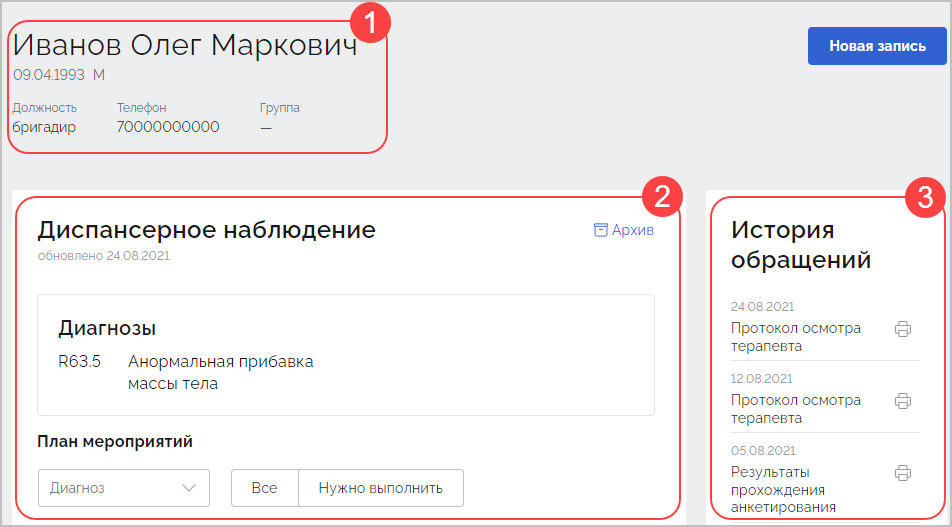 1
Иванов Олег Маркович
Новая запись
09.04.1993 М
Должность Телефон Группа
бригадир 70000000000 —
2
3
Диспансерное наблюдение
Архив
обновлено 24.08.2021
Диагнозы
R63.5 Анормальная прибавка
массы тела
План мероприятий
Диагноз Все Нужно выполнить
История
обращений
24.08.2021
Протокол осмотра
терапевта
12.08.2021
Протокол осмотра
терапевта
05.08.2021
Результаты
прохождения
анкетирования